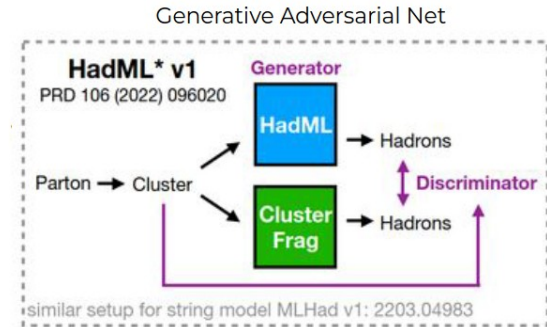 Generative Adversarial Net
HadML* v1
PRD 106 (2022) 096020
Generator
HadML
Hadrons
Parton
Cluster
Discriminator
Cluster
Frag
Hadrons
similar setup for string model MLHad v1: 2203.04983